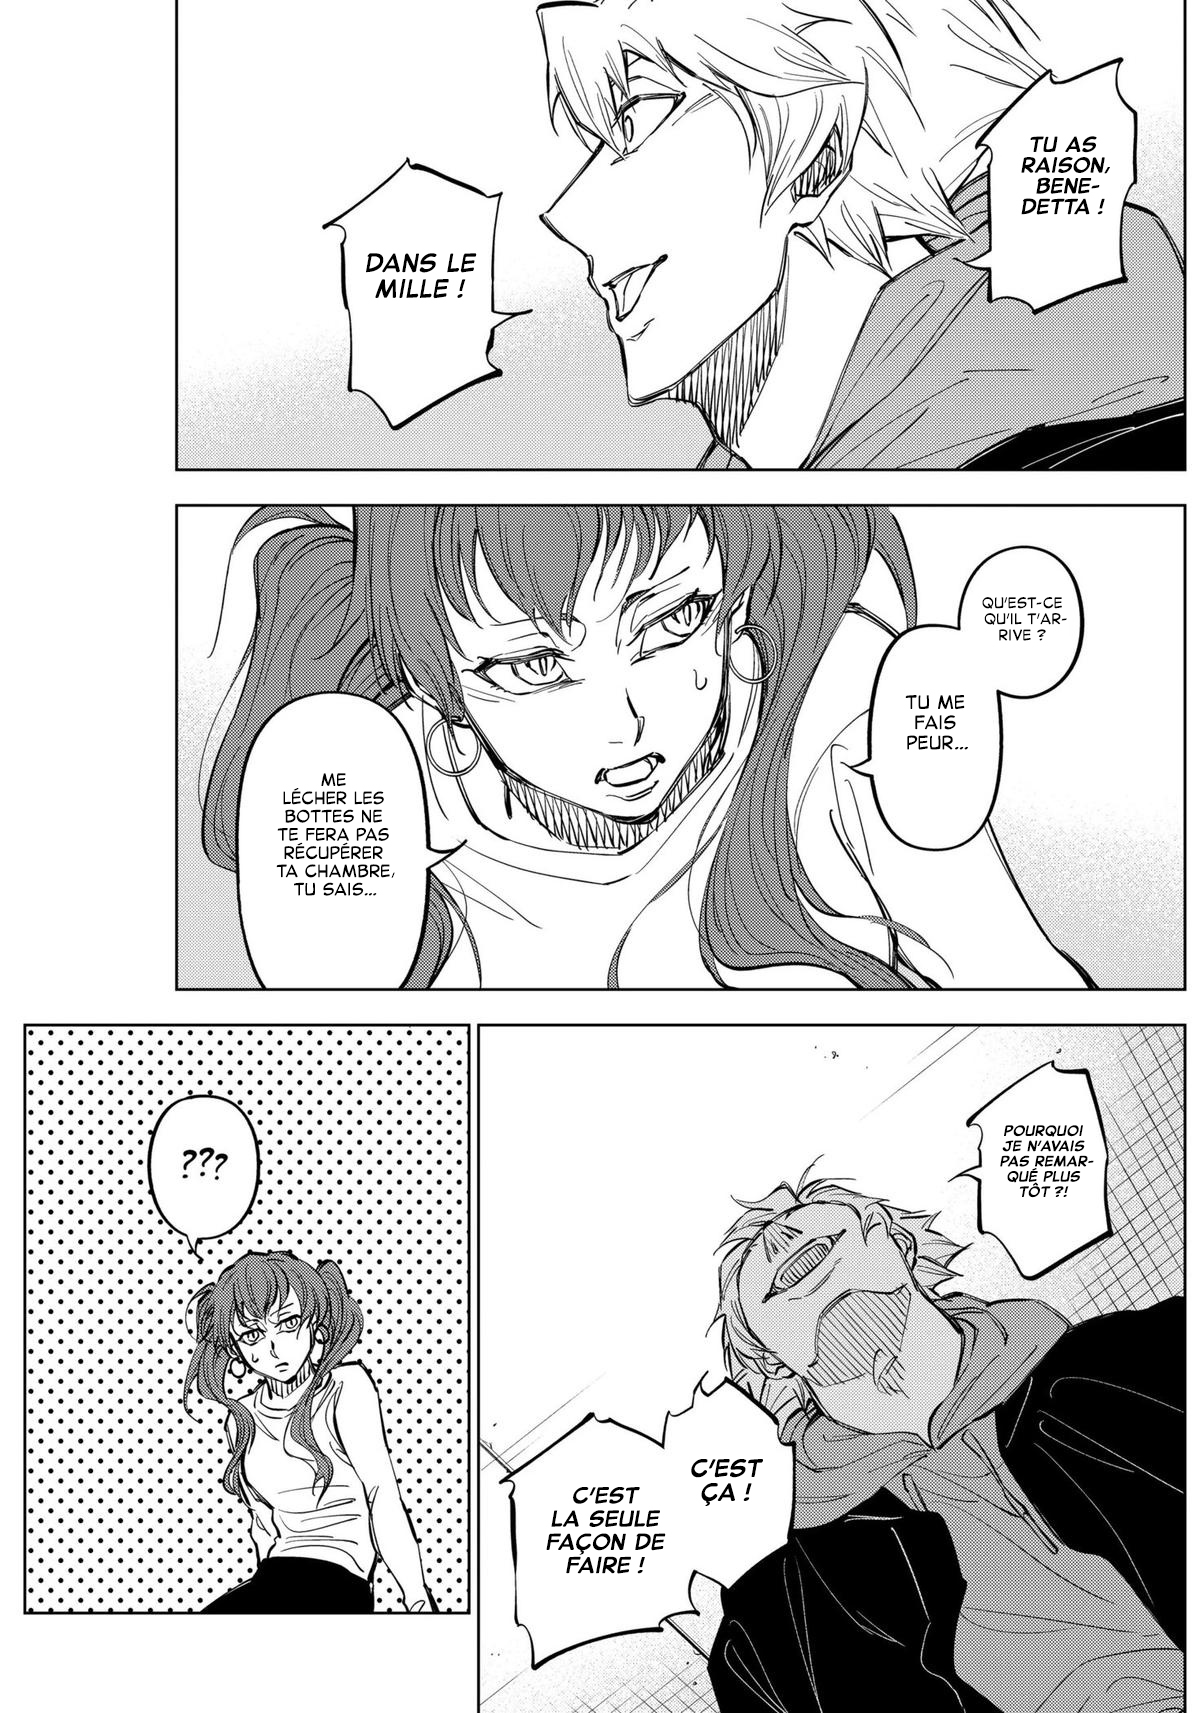 TU AS
RAISON,
BENE-
DETTA !
DANS LE
MILLE !
QU'EST-CE
QU'IL T'AR-
RIVE ?
TU ME
FAIS
PEUR...
ME
LÉCHER LES
BOTTES NE
TE FERA PAS
RÉCUPÉRER
TA CHAMBRE,
TU SAIS...
POURQUOI
JE N'AVAIS
PAS REMAR-
QUÉ PLUS
TÔT ?!
C'EST
ÇA !
C'EST
LA SEULE
FAÇON DE
FAIRE !
???